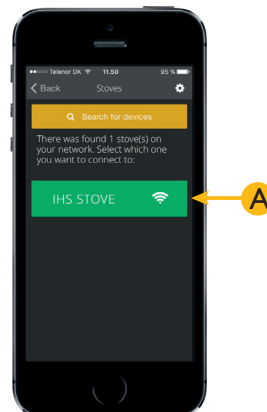 Telenor DK 11.50 95 %
Back Stoves
Search for devices
There was found 1 stove(s) on
your network. Select which one
you want to connect to:
IHS STOVE
A